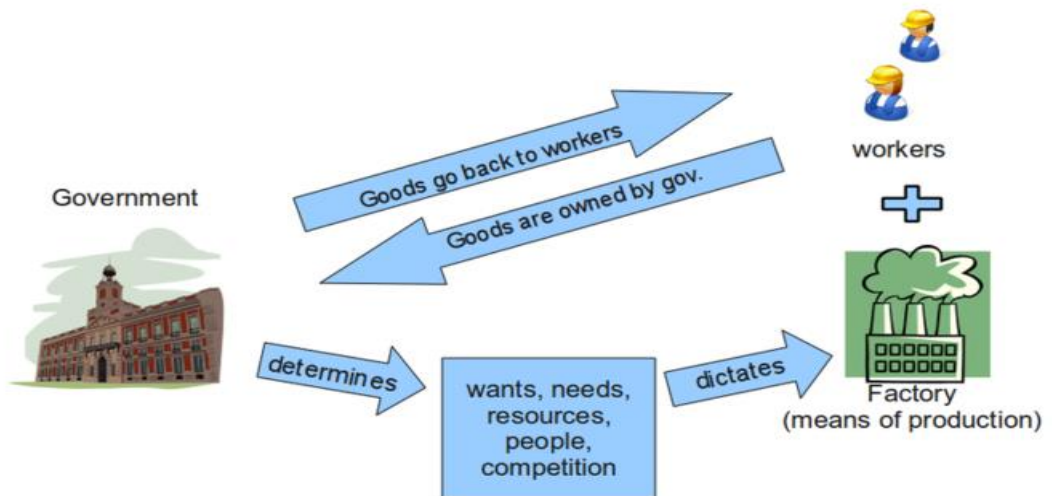 workers
Goods go back to workers
Government
Goods are owned by gov.
determines
wants, needs,
resources,
people,
competition
dictates
Factory
(means of production)